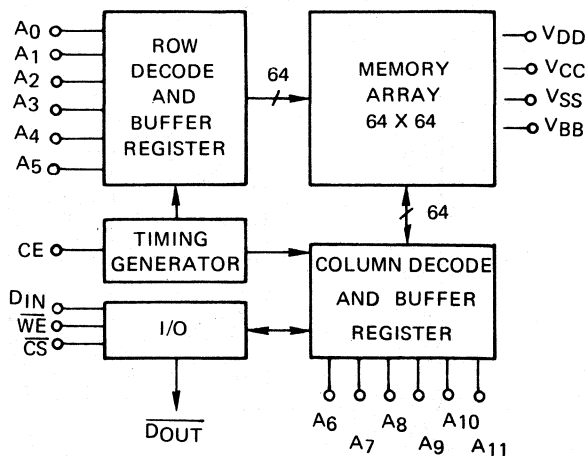 A0
A1
A2
A3
A4
A5
ROW
DECODE
AND
BUFFER
REGISTER
64
MEMORY
ARRAY
64 X 64
VDD
VCC
VSS
VBB
CE
TIMING
GENERATOR
64
COLUMN DECODE
AND BUFFER
REGISTER
DIN
WE
CS
I/O
DOUT
A6
A7
A8
A9
A10
A11